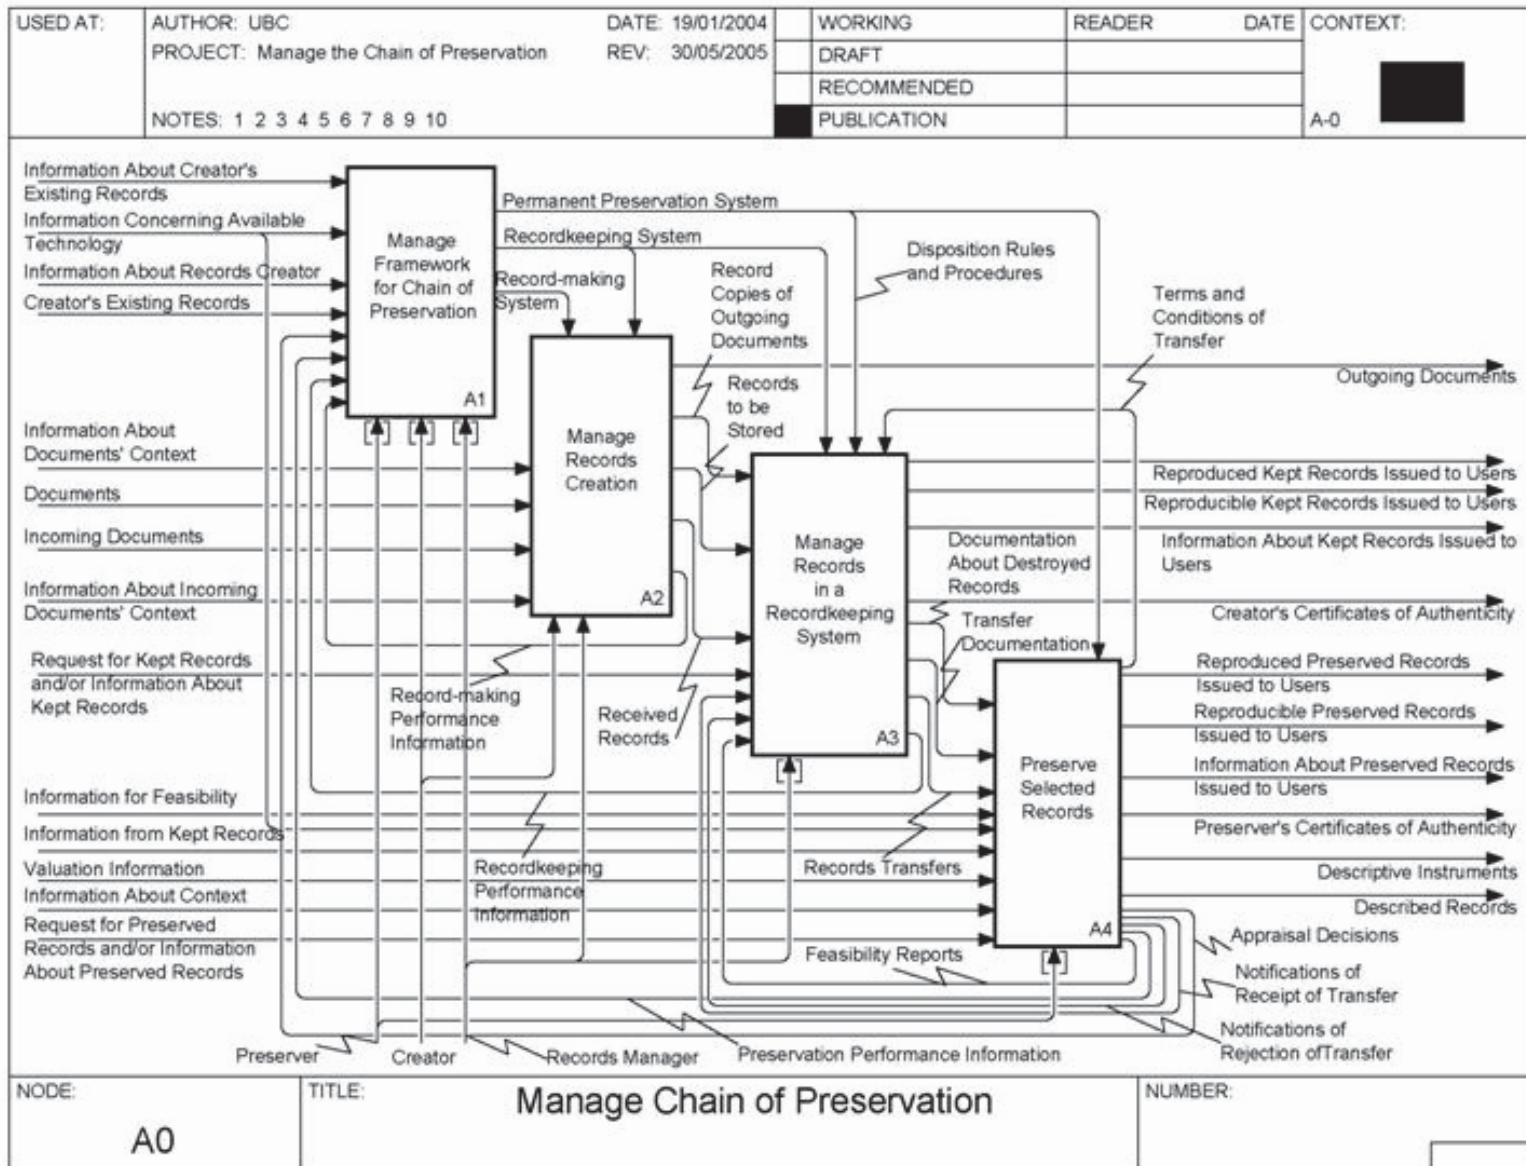 USED AT:
AUTHOR: UBC
DATE: 19/01/2004
PROJECT: Manage the Chain of Preservation
REV: 30/05/2005
NOTES: 1 2 3 4 5 6 7 8 9 10
WORKING
DRAFT
RECOMMENDED
PUBLICATION
READER
DATE
CONTEXT:
A-0
Information About Creator's
Existing Records
Information Concerning Available
Technology
Information About Records Creator
Creator's Existing Records
Manage
Framework
for Chain of
Preservation
A1
Permanent Preservation System
Recordkeeping System
Record-making
System
Record
Copies of
Outgoing
Documents
Disposition Rules
and Procedures
Terms and
Conditions of
Transfer
Outgoing Documents
Records
to be
Stored
Information About
Documents' Context
Documents
Incoming Documents
Information About Incoming
Documents' Context
Manage
Records
Creation
A2
Request for Kept Records
and/or Information About
Kept Records
Record-making
Performance
Information
Received
Records
Manage
Records
in a
Recordkeeping
System
A3
Reproduced Kept Records Issued to Users
Reproducible Kept Records Issued to Users
Information About Kept Records Issued to
Users
Documentation
About Destroyed
Records
Creator's Certificates of Authenticity
Transfer
Documentation
Reproduced Preserved Records
Issued to Users
Reproducible Preserved Records
Issued to Users
Information About Preserved Records
Issued to Users
Preserver's Certificates of Authenticity
Descriptive Instruments
Described Records
Preserve
Selected
Records
A4
Information for Feasibility
Information from Kept Records
Valuation Information
Information About Context
Request for Preserved
Records and/or Information
About Preserved Records
Recordkeeping
Performance
Information
Records Transfers
Feasibility Reports
Appraisal Decisions
Notifications of
Receipt of Transfer
Notifications of
Rejection ofTransfer
Preserver
Creator
Records Manager
Preservation Performance Information
NODE:
A0
TITLE:
Manage Chain of Preservation
NUMBER: